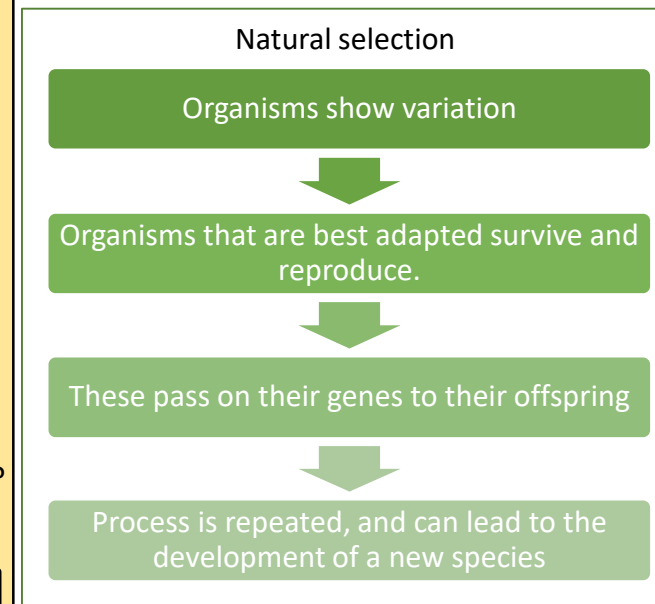 Natural selection
Organisms show variation
Organisms that are best adapted survive and
reproduce.
These pass on their genes to their offspring
Process is repeated, and can lead to the
development of a new species